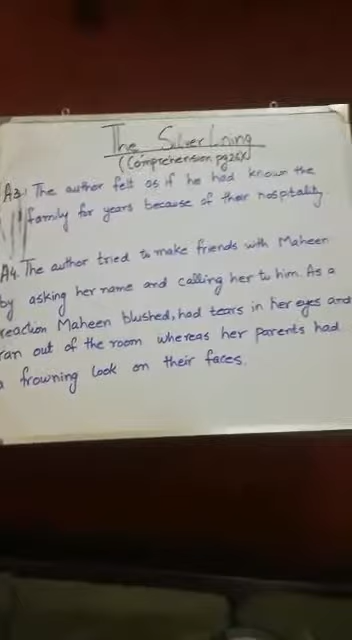 The Silver Lining
(Comprehension pg26)
A3. The author felt as if he had known the
family for years because of their hospitality
A4. The author tried to make friends with Maheen
by asking her name and calling her to him. As a
reaction Maheen blushed, had tears in her eyes and
ran out of the room whereas her parents had
a frowning look on their faces.